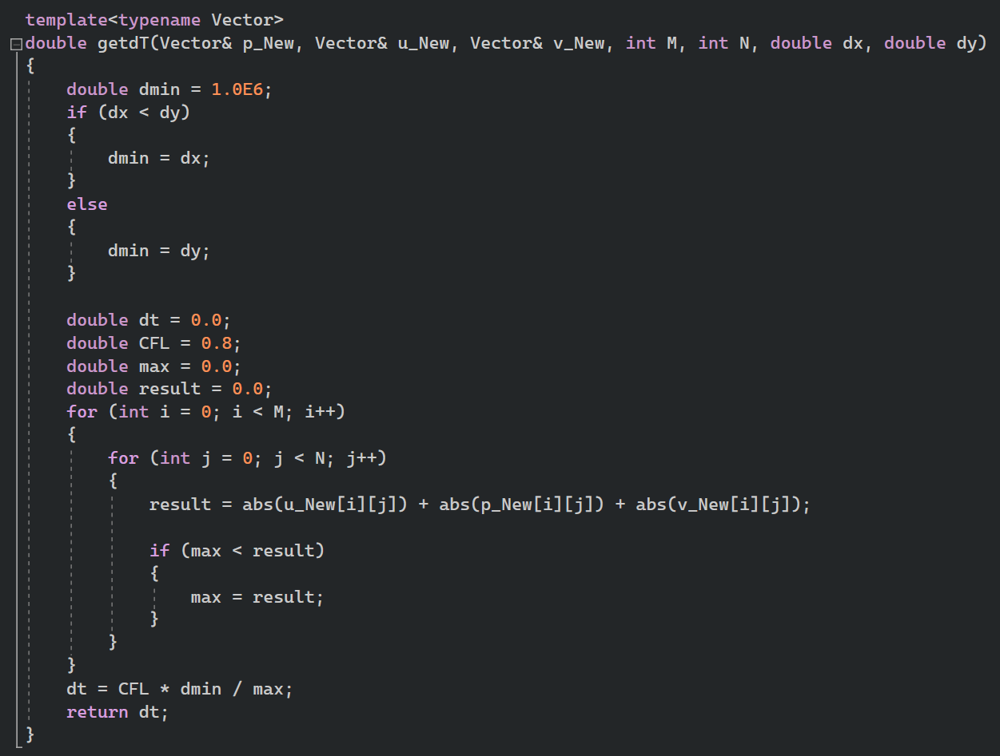 template<typename Vector>
double getdT(Vector& p_New, Vector& u_New, Vector& v_New, int M, int N, double dx, double dy)
{
    double dmin = 1.0E6;
    if (dx < dy)
    {
        dmin = dx;
    }
    else
    {
        dmin = dy;
    }

    double dt = 0.0;
    double CFL = 0.8;
    double max = 0.0;
    double result = 0.0;
    for (int i = 0; i < M; i++)
    {
        for (int j = 0; j < N; j++)
        {
            result = abs(u_New[i][j]) + abs(p_New[i][j]) + abs(v_New[i][j]);

            if (max < result)
            {
                max = result;
            }
        }
    }
    dt = CFL * dmin / max;
    return dt;
}